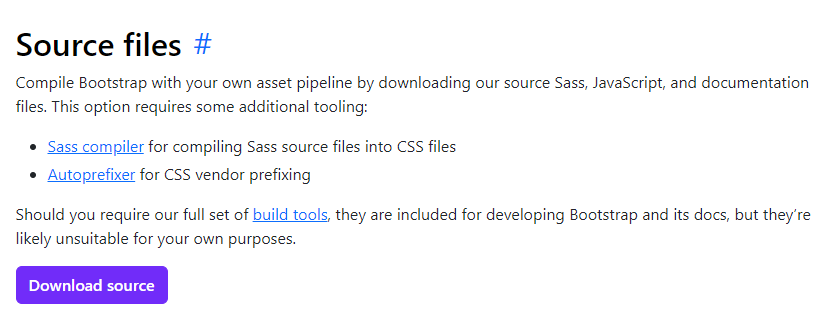 Source files #
Compile Bootstrap with your own asset pipeline by downloading our source Sass, JavaScript, and documentation
files. This option requires some additional tooling:
• Sass compiler for compiling Sass source files into CSS files
• Autoprefixer for CSS vendor prefixing
Should you require our full set of build tools, they are included for developing Bootstrap and its docs, but they’re
likely unsuitable for your own purposes.
Download source